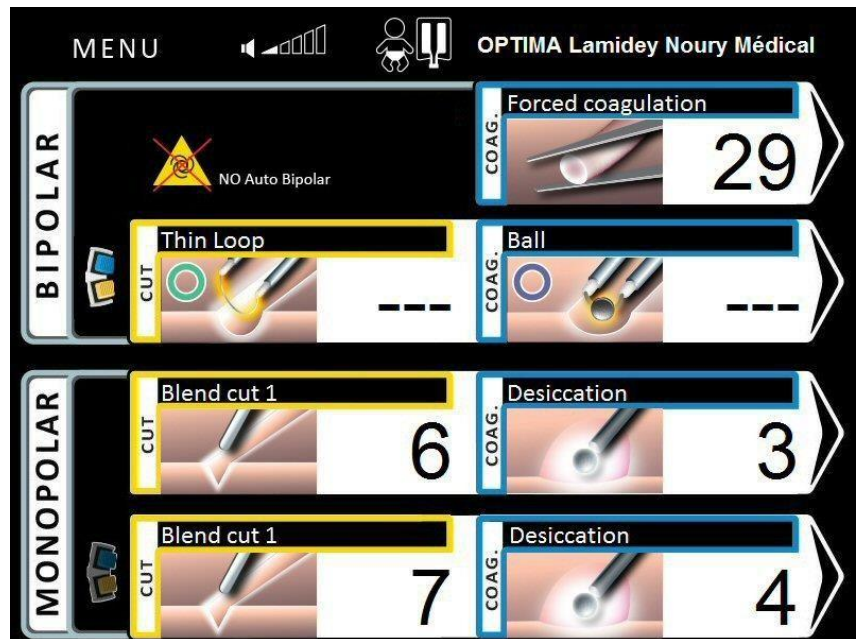 MENU
OPTIMA Lamidey Noury Médical
BIPOLAR
NO Auto Bipolar
COAG.
Forced coagulation
29
CUT
Thin Loop
---
COAG.
Ball
---
MONOPOLAR
CUT
Blend cut 1
6
COAG.
Desiccation
3
CUT
Blend cut 1
7
COAG.
Desiccation
4